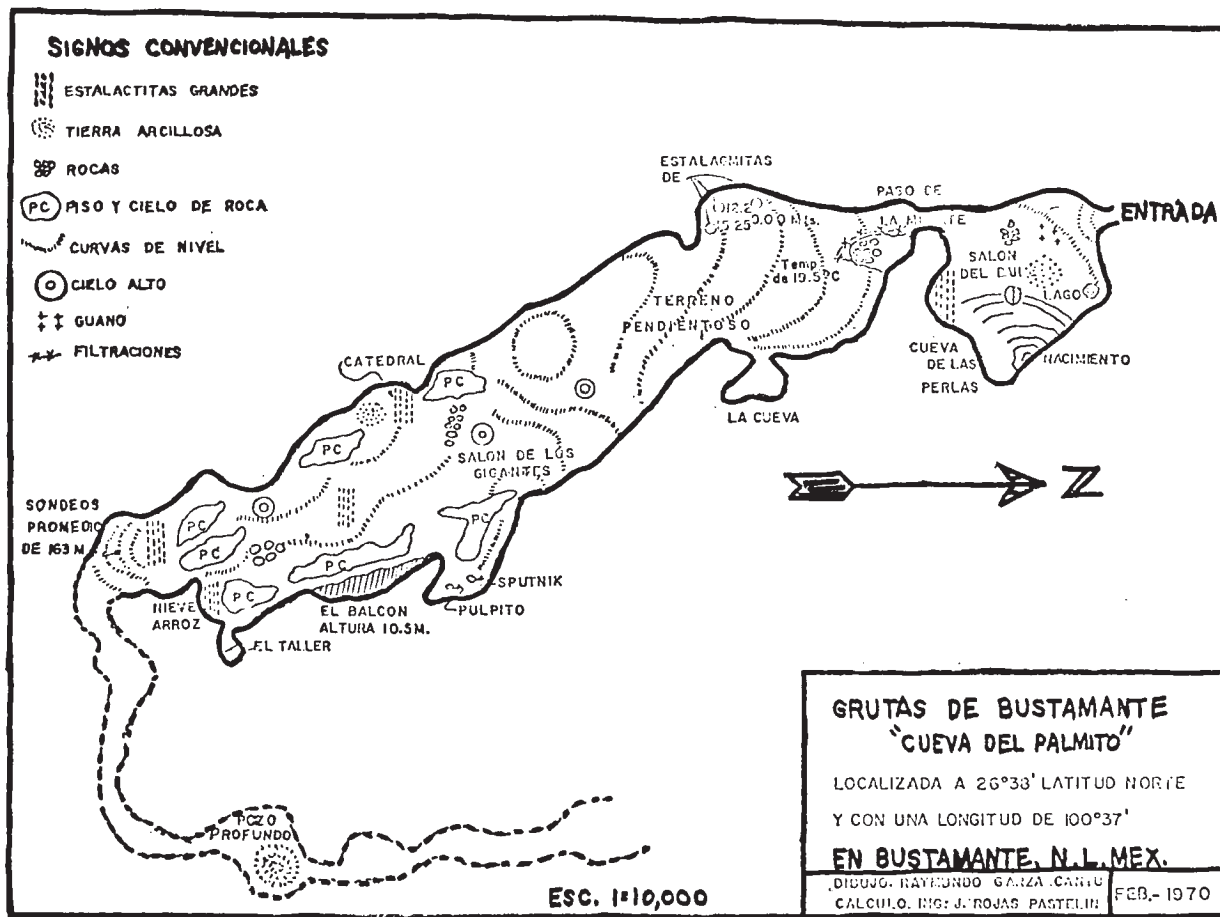 SIGNOS CONVENCIONALES
ESTALACTITAS GRANDES
TIERRA ARCILLOSA
ROCAS
PC PISO Y CIELO DE ROCA
CURVAS DE NIVEL
CIELO ALTO
GUANO
FILTRACIONES
ESTALAGMITAS
DE
PASO DE
LA MUERTE
ENTRADA
Temp.
de 19.5°C
SALON
DEL
LAGO
TERRENO
PENDIENTOSO
CUEVA
DE LAS
PERLAS
NACIMIENTO
LA CUEVA
CATEDRAL
PC
PC
SALON DE LOS
GIGANTES
Z
SONDEOS
PROMEDIO
DE 163 M.
PC
PC
PC
PC
PC
SPUTNIK
PULPITO
NIEVE
ARROZ
EL BALCON
ALTURA 10.5M.
EL TALLER
POZO
PROFUNDO
ESC. 1=10,000
GRUTAS DE BUSTAMANTE
"CUEVA DEL PALMITO"
LOCALIZADA A 26°38' LATITUD NORTE
Y CON UNA LONGITUD DE 100°37'
EN BUSTAMANTE, N.L. MEX.
DIBUJO. RAYMUNDO GARZA CANTU
CALCULO. ING: J. ROJAS PASTELIN
FEB.-1970